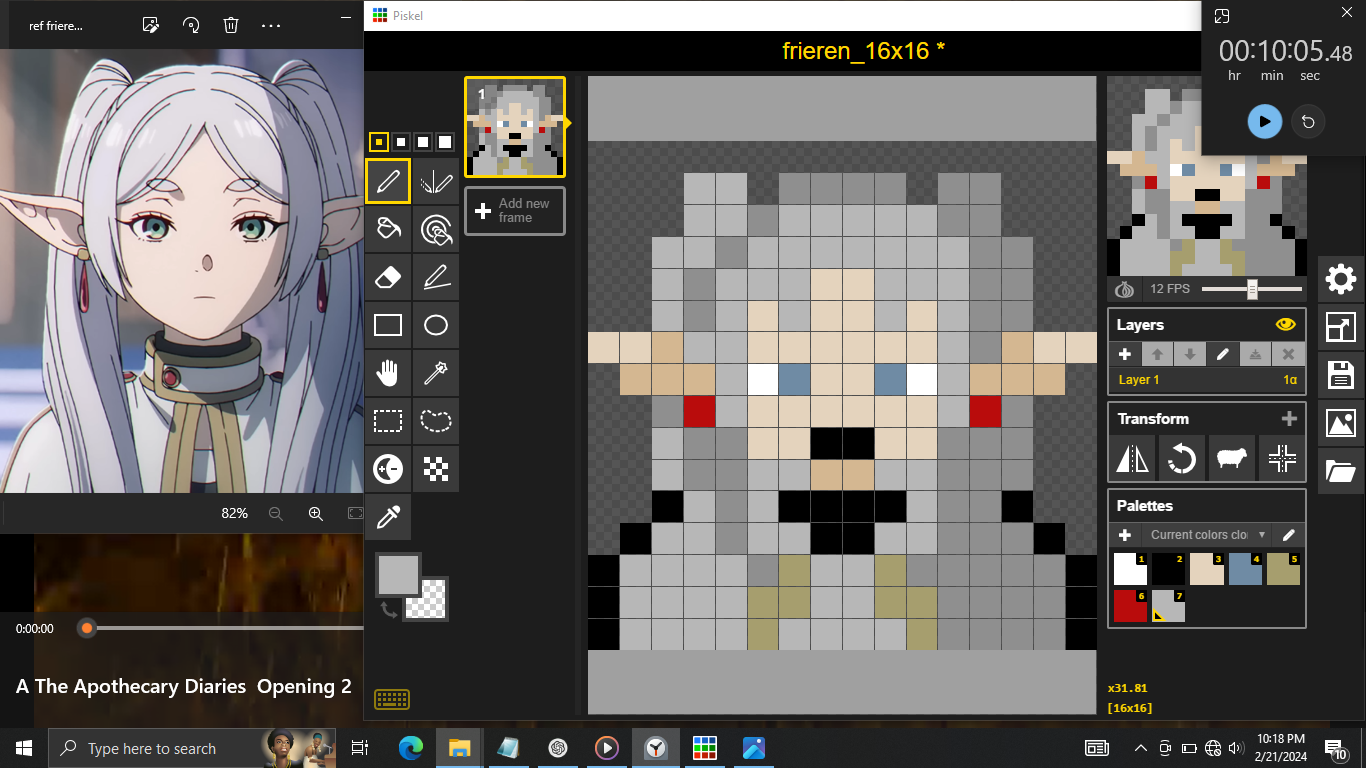 ref friere...
Piskel
frieren_16x16 *
00:10:05.48
hr min sec
1
Add new
frame
12 FPS
Layers
Layer 1
1α
Transform
Palettes
Current colors clo
1 2 3 4 5
6 7
82%
0:00:00
A The Apothecary Diaries Opening 2
x31.81
[16x16]
Type here to search
10:18 PM
2/21/2024
10